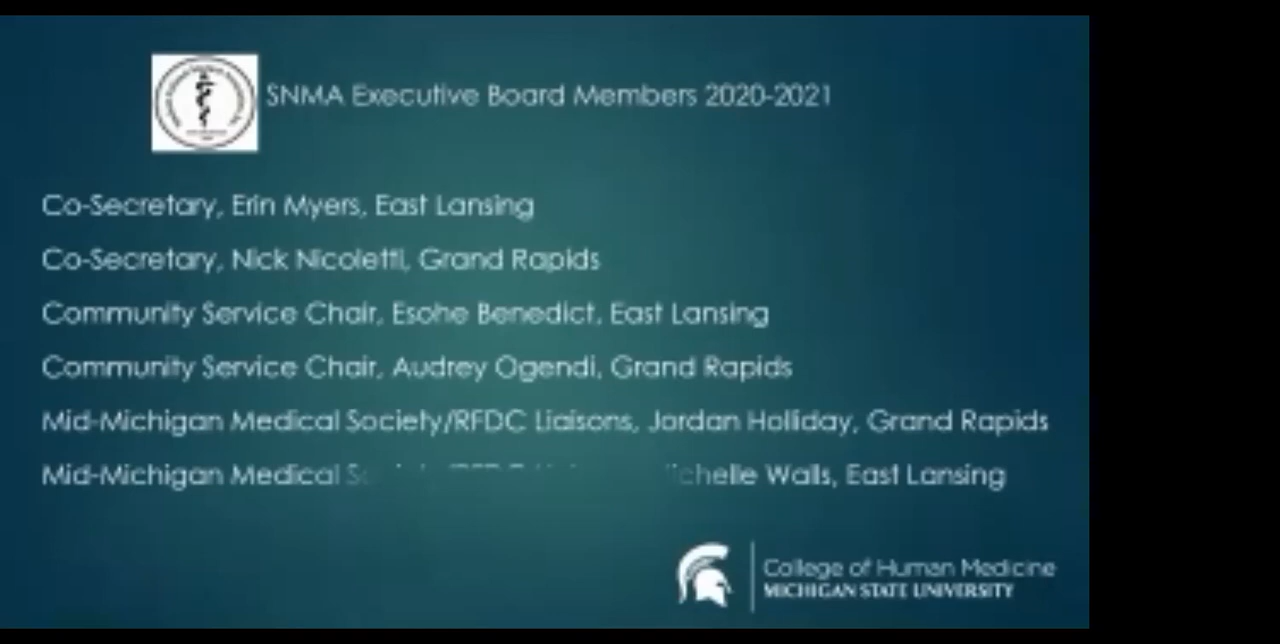 SNMA Executive Board Members 2020-2021
Co-Secretary, Erin Myers, East Lansing
Co-Secretary, Nick Nicoletti, Grand Rapids
Community Service Chair, Esohe Benedict, East Lansing
Community Service Chair, Audrey Ogendi, Grand Rapids
Mid-Michigan Medical Society/RFDC Liaisons, Jordan Holliday, Grand Rapids
Mid-Michigan Medical Walls, East Lansing
College of Human Medicine
MICHIGAN STATE UNIVERSITY